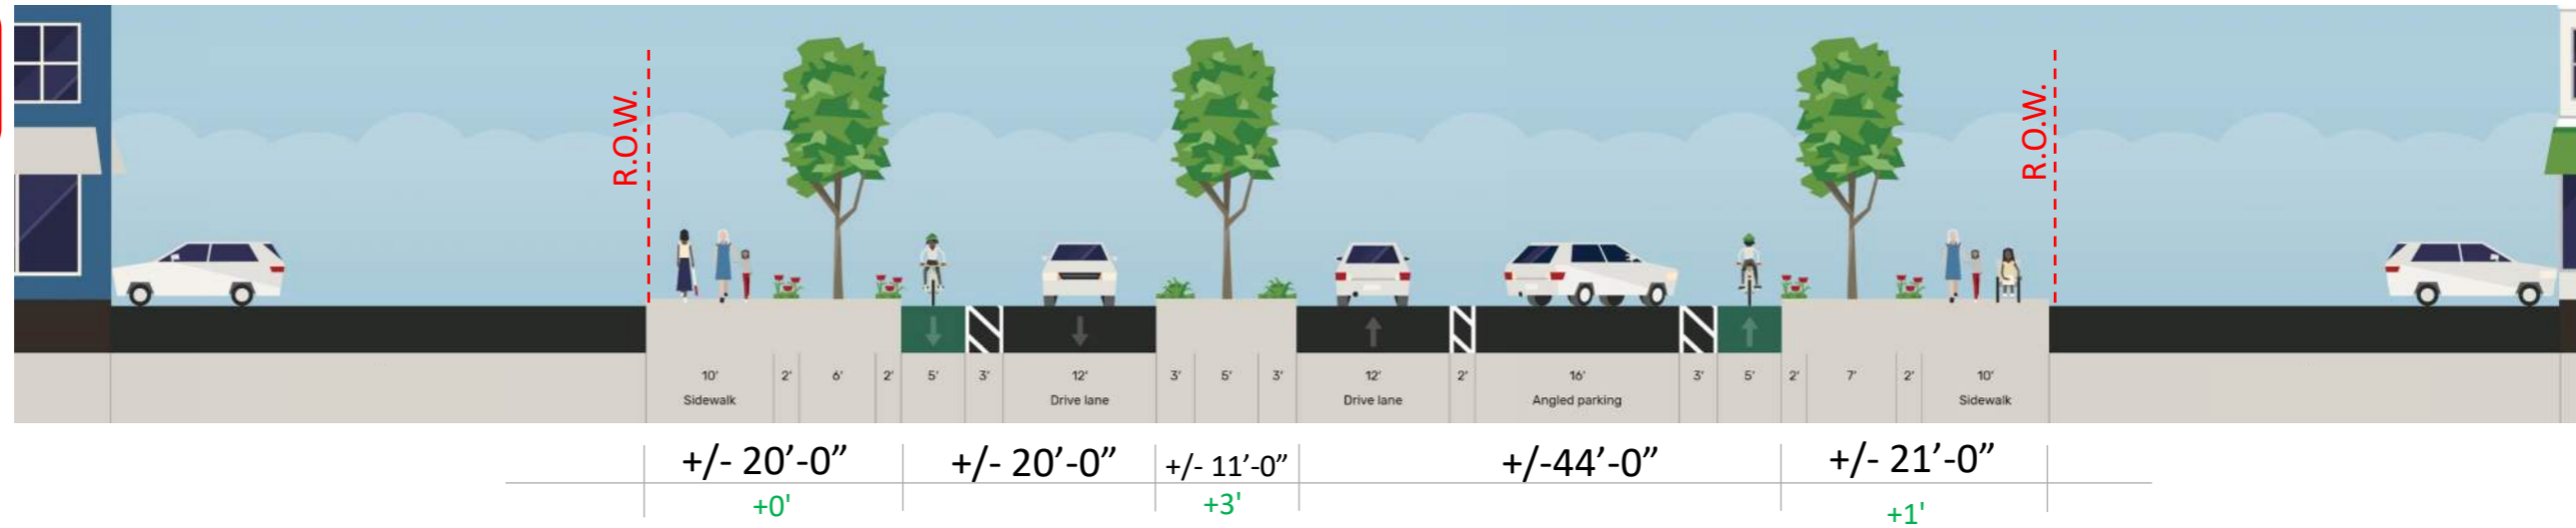 R.O.W.
R.O.W.
10' 2' 6' 2' 5' 3' 12' 3' 5' 3' 12' 2' 16' 3' 5' 2' 7' 2' 10'
Sidewalk Drive lane Drive lane Angled parking Sidewalk
+/- 20’-0” +/- 20’-0” +/- 11’-0” +/-44’-0” +/- 21’-0”
+0' +3' +1'